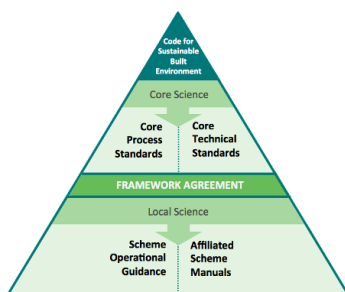 Code for
Sustainable
Built
Environment
Core Science
Core
Process
Standards
Core
Technical
Standards
FRAMEWORK AGREEMENT
Local Science
Scheme
Operational
Guidance
Affiliated
Scheme
Manuals